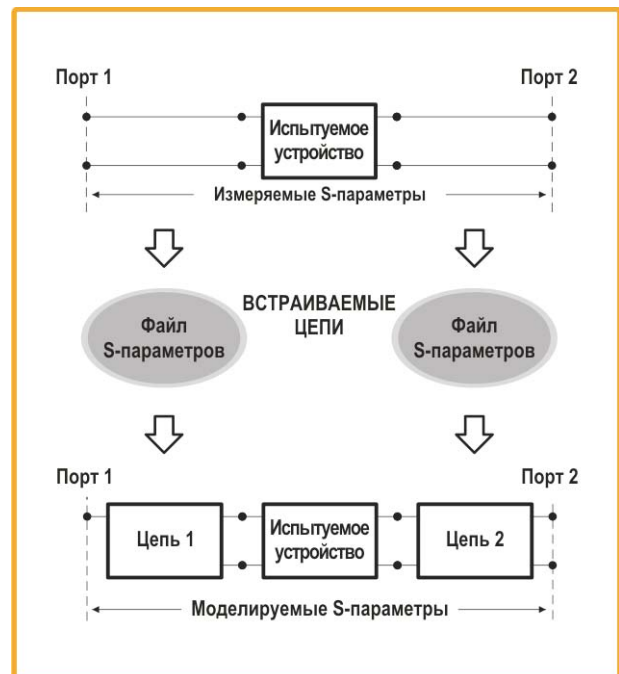 Порт 1
Порт 2
Испытуемое
устройство
Измеряемые S-параметры
Файл
S-параметров
ВСТРАИВАЕМЫЕ
ЦЕПИ
Файл
S-параметров
Порт 1
Порт 2
Цепь 1
Испытуемое
устройство
Цепь 2
Моделируемые S-параметры